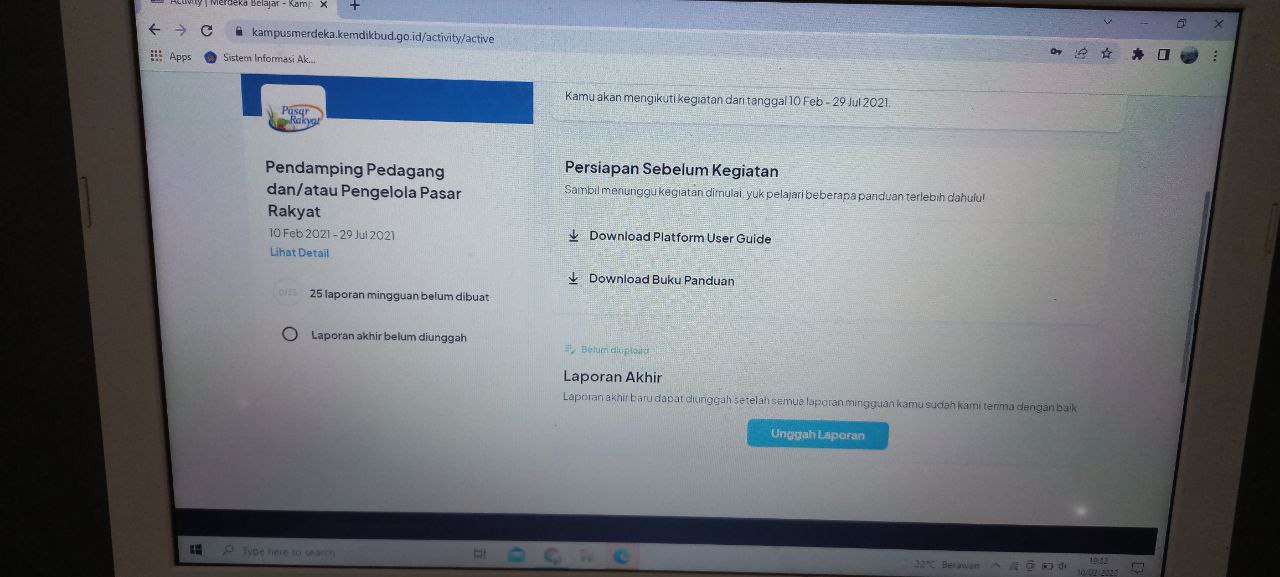 Activity | Merdeka Belajar - Kamp
kampusmerdeka.kemdikbud.go.id/activity/active
Apps
Sistem Informasi Ak...
Pasar
Rakyat
Kamu akan mengikuti kegiatan dari tanggal 10 Feb - 29 Jul 2021.
Pendamping Pedagang
dan/atau Pengelola Pasar
Rakyat
10 Feb 2021 - 29 Jul 2021
Lihat Detail
0/25
25 laporan mingguan belum dibuat
Laporan akhir belum diunggah
Persiapan Sebelum Kegiatan
Sambil menunggu kegiatan dimulai, yuk pelajari beberapa panduan terlebih dahulu!
Download Platform User Guide
Download Buku Panduan
Belum diupload
Laporan Akhir
Laporan akhir baru dapat diunggah setelah semua laporan mingguan kamu sudah kami terima dengan baik
Unggah Laporan
Type here to search
22°C Berawan
19:32